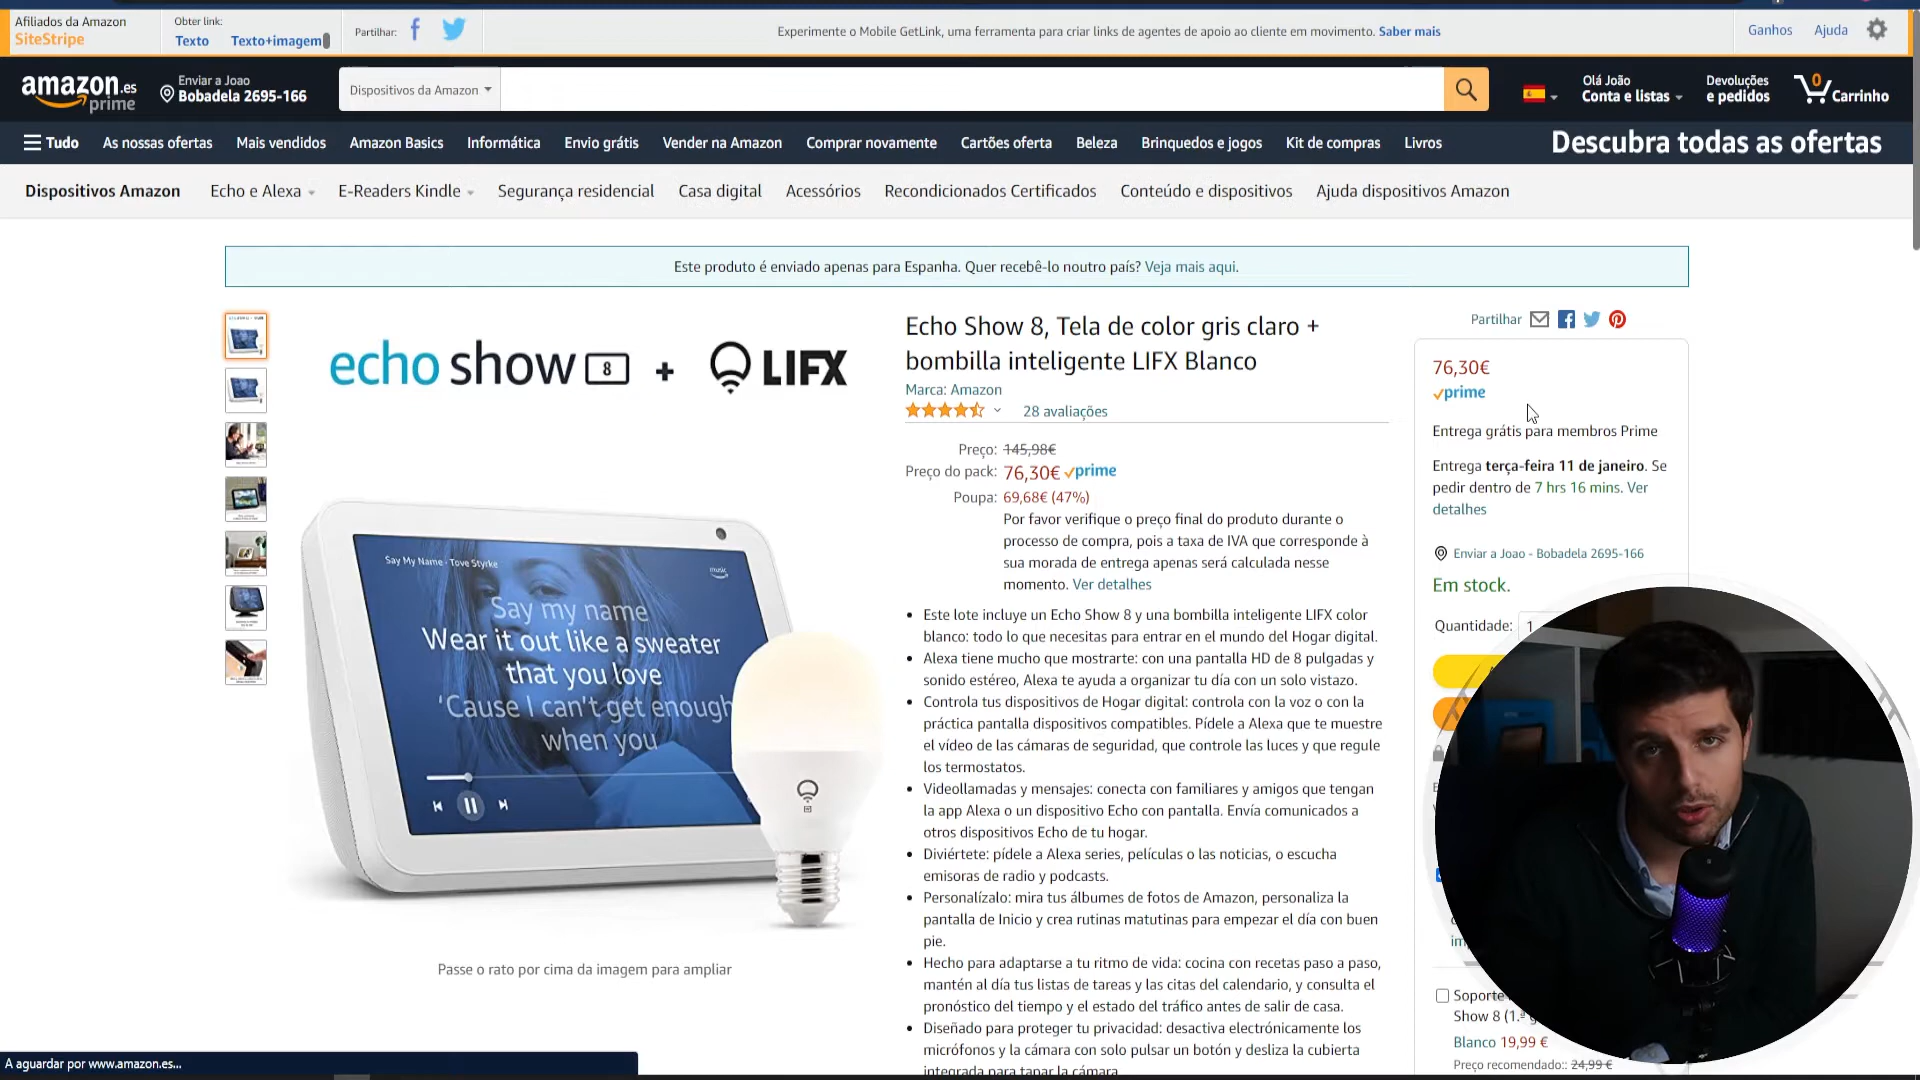 Afiliados da Amazon
SiteStripe
Obter link:
Texto Texto+imagem
Partilhar:
Experimente o Mobile GetLink, uma ferramenta para criar links de agentes de apoio ao cliente em movimento. Saber mais
Ganhos Ajuda
amazon.es
prime
Enviar a Joao
Bobadela 2695-166
Dispositivos da Amazon
Olá João
Conta e listas
Devoluções
e pedidos
0
Carrinho
Tudo As nossas ofertas Mais vendidos Amazon Basics Informática Envio grátis Vender na Amazon Comprar novamente Cartões oferta Beleza Brinquedos e jogos Kit de compras Livros
Descubra todas as ofertas
Dispositivos Amazon Echo e Alexa E-Readers Kindle Segurança residencial Casa digital Acessórios Recondicionados Certificados Conteúdo e dispositivos Ajuda dispositivos Amazon
Este produto é enviado apenas para Espanha. Quer recebê-lo noutro país? Veja mais aqui.
echo show 8 + LIFX
Say My Name - Tove Styrke
music
Say my name
Wear it out like a sweater
that you love
'Cause I can't get enough
when you
Passe o rato por cima da imagem para ampliar
Echo Show 8, Tela de color gris claro +
bombilla inteligente LIFX Blanco
Marca: Amazon
28 avaliações
Preço: 145,98€
Preço do pack: 76,30€ prime
Poupa: 69,68€ (47%)
Por favor verifique o preço final do produto durante o
processo de compra, pois a taxa de IVA que corresponde à
sua morada de entrega apenas será calculada nesse
momento. Ver detalhes
Este lote incluye un Echo Show 8 y una bombilla inteligente LIFX color
blanco: todo lo que necesitas para entrar en el mundo del Hogar digital.
Alexa tiene mucho que mostrarte: con una pantalla HD de 8 pulgadas y
sonido estéreo, Alexa te ayuda a organizar tu día con un solo vistazo.
Controla tus dispositivos de Hogar digital: controla con la voz o con la
práctica pantalla dispositivos compatibles. Pídele a Alexa que te muestre
el vídeo de las cámaras de seguridad, que controle las luces y que regule
los termostatos.
Videollamadas y mensajes: conecta con familiares y amigos que tengan
la app Alexa o un dispositivo Echo con pantalla. Envía comunicados a
otros dispositivos Echo de tu hogar.
Diviértete: pídele a Alexa series, películas o las noticias, o escucha
emisoras de radio y podcasts.
Personalízalo: mira tus álbumes de fotos de Amazon, personaliza la
pantalla de Inicio y crea rutinas matutinas para empezar el día con buen
pie.
Hecho para adaptarse a tu ritmo de vida: cocina con recetas paso a paso,
mantén al día tus listas de tareas y las citas del calendario, y consulta el
pronóstico del tiempo y el estado del tráfico antes de salir de casa.
Diseñado para proteger tu privacidad: desactiva electrónicamente los
micrófonos y la cámara con solo pulsar un botón y desliza la cubierta
integrada para tapar la cámara
Partilhar
76,30€
prime
Entrega grátis para membros Prime
Entrega terça-feira 11 de janeiro. Se
pedir dentro de 7 hrs 16 mins. Ver
detalhes
Enviar a Joao - Bobadela 2695-166
Em stock.
Quantidade: 1
Soporte
Show 8 (1.ª g
Blanco 19,99 €
Preço recomendado:: 24,99 €
A aguardar por www.amazon.es...